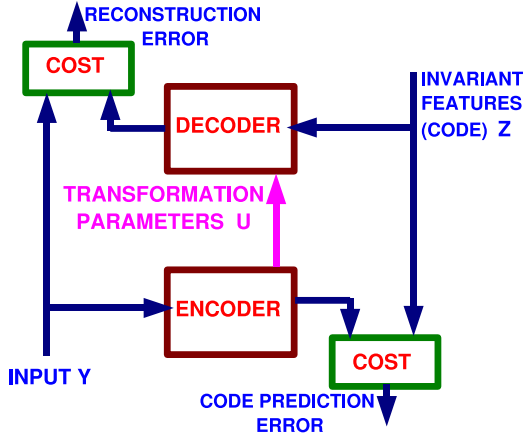 RECONSTRUCTION
ERROR
COST
DECODER
INVARIANT
FEATURES
(CODE) Z
TRANSFORMATION
PARAMETERS U
ENCODER
COST
INPUT Y
CODE PREDICTION
ERROR